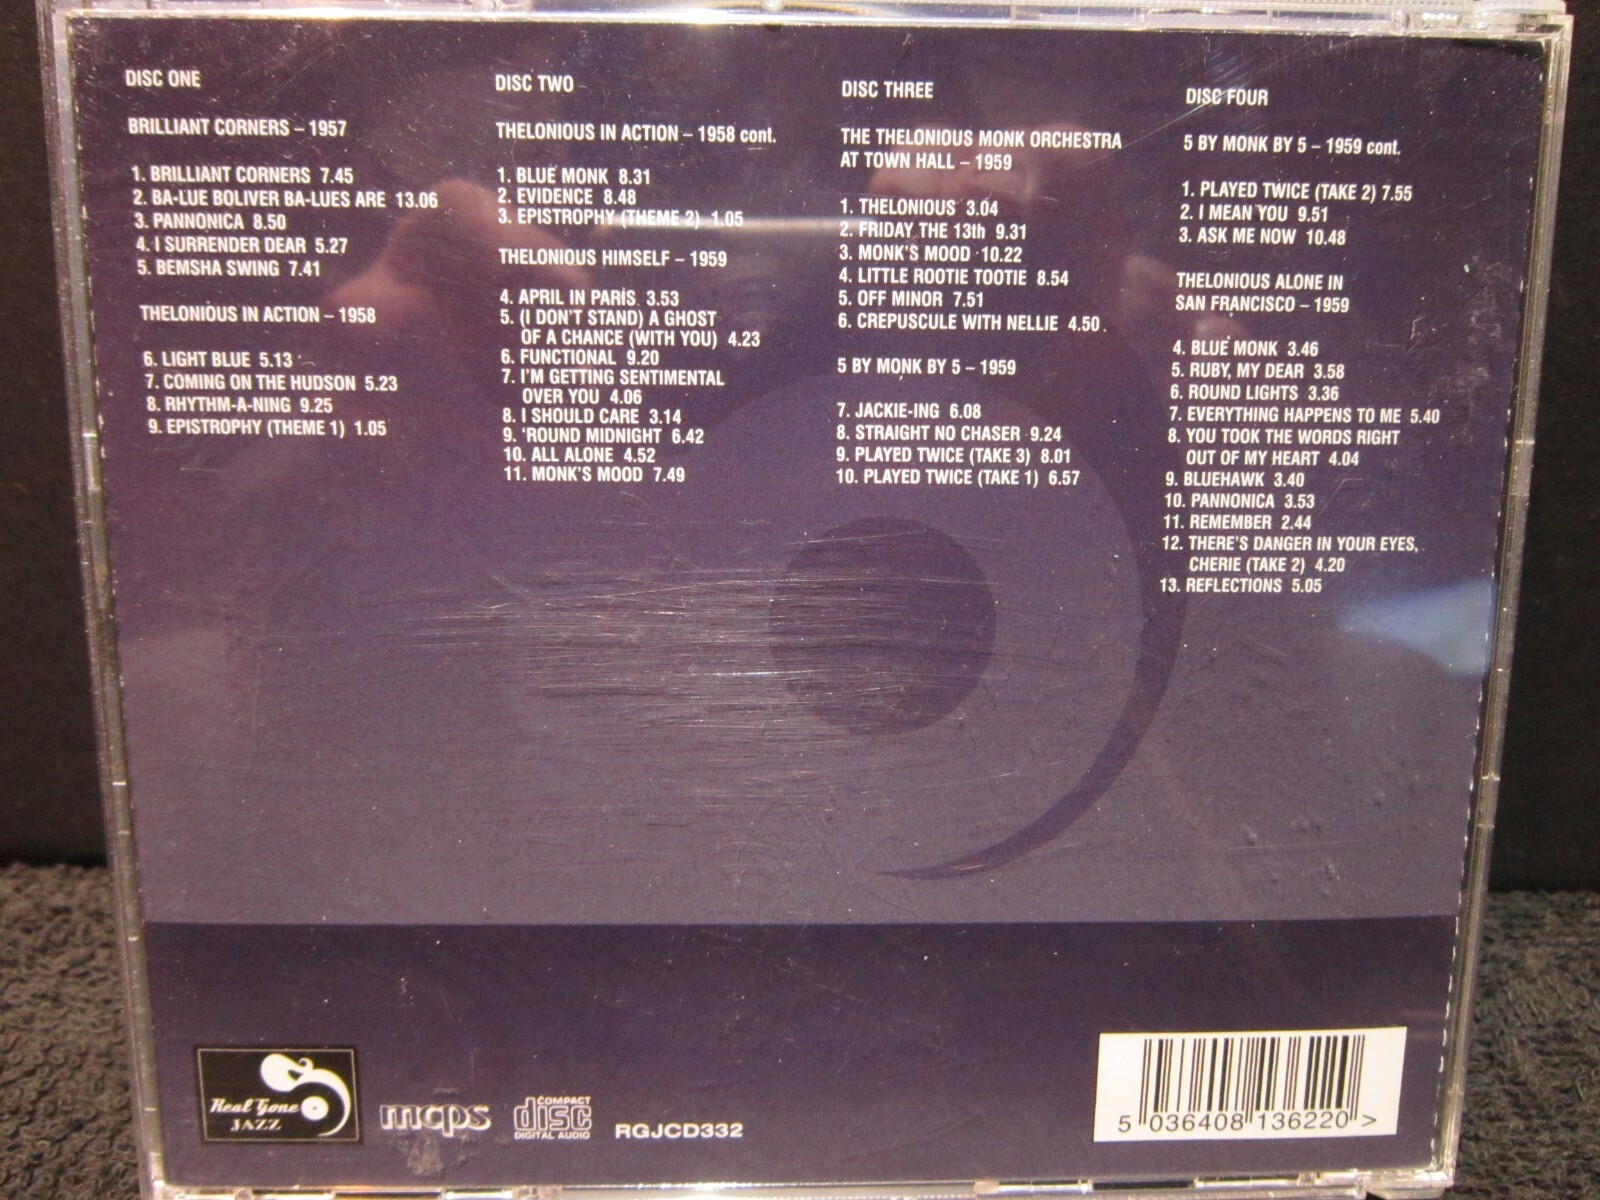 DISC ONE
BRILLIANT CORNERS – 1957
1. BRILLIANT CORNERS 7.45
2. BA-LUE BOLIVER BA-LUES ARE 13.06
3. PANNONICA 8.50
4. I SURRENDER DEAR 5.27
5. BEMSHA SWING 7.41
THELONIOUS IN ACTION – 1958
6. LIGHT BLUE 5.13
7. COMING ON THE HUDSON 5.23
8. RHYTHM-A-NING 9.25
9. EPISTROPHY (THEME 1) 1.05
DISC TWO
THELONIOUS IN ACTION – 1958 cont.
1. BLUE MONK 8.31
2. EVIDENCE 8.48
3. EPISTROPHY (THEME 2) 1.05
THELONIOUS HIMSELF – 1959
4. APRIL IN PARIS 3.53
5. (I DON'T STAND) A GHOST
OF A CHANCE (WITH YOU) 4.23
6. FUNCTIONAL 9.20
7. I'M GETTING SENTIMENTAL
OVER YOU 4.06
8. I SHOULD CARE 3.14
9. 'ROUND MIDNIGHT 6.42
10. ALL ALONE 4.52
11. MONK'S MOOD 7.49
DISC THREE
THE THELONIOUS MONK ORCHESTRA
AT TOWN HALL – 1959
1. THELONIOUS 3.04
2. FRIDAY THE 13th 9.31
3. MONK'S MOOD 10.22
4. LITTLE ROOTIE TOOTIE 8.54
5. OFF MINOR 7.51
6. CREPUSCULE WITH NELLIE 4.50
5 BY MONK BY 5 – 1959
7. JACKIE-ING 6.08
8. STRAIGHT NO CHASER 9.24
9. PLAYED TWICE (TAKE 3) 8.01
10. PLAYED TWICE (TAKE 1) 6.57
DISC FOUR
5 BY MONK BY 5 – 1959 cont.
1. PLAYED TWICE (TAKE 2) 7.55
2. I MEAN YOU 9.51
3. ASK ME NOW 10.48
THELONIOUS ALONE IN
SAN FRANCISCO – 1959
4. BLUE MONK 3.46
5. RUBY, MY DEAR 3.58
6. ROUND LIGHTS 3.36
7. EVERYTHING HAPPENS TO ME 5.40
8. YOU TOOK THE WORDS RIGHT
OUT OF MY HEART 4.04
9. BLUEHAWK 3.40
10. PANNONICA 3.53
11. REMEMBER 2.44
12. THERE'S DANGER IN YOUR EYES,
CHERIE (TAKE 2) 4.20
13. REFLECTIONS 5.05
Real Gone
JAZZ
mcps
COMPACT
disc
DIGITAL AUDIO
RGJCD332
5 036408 136220 >